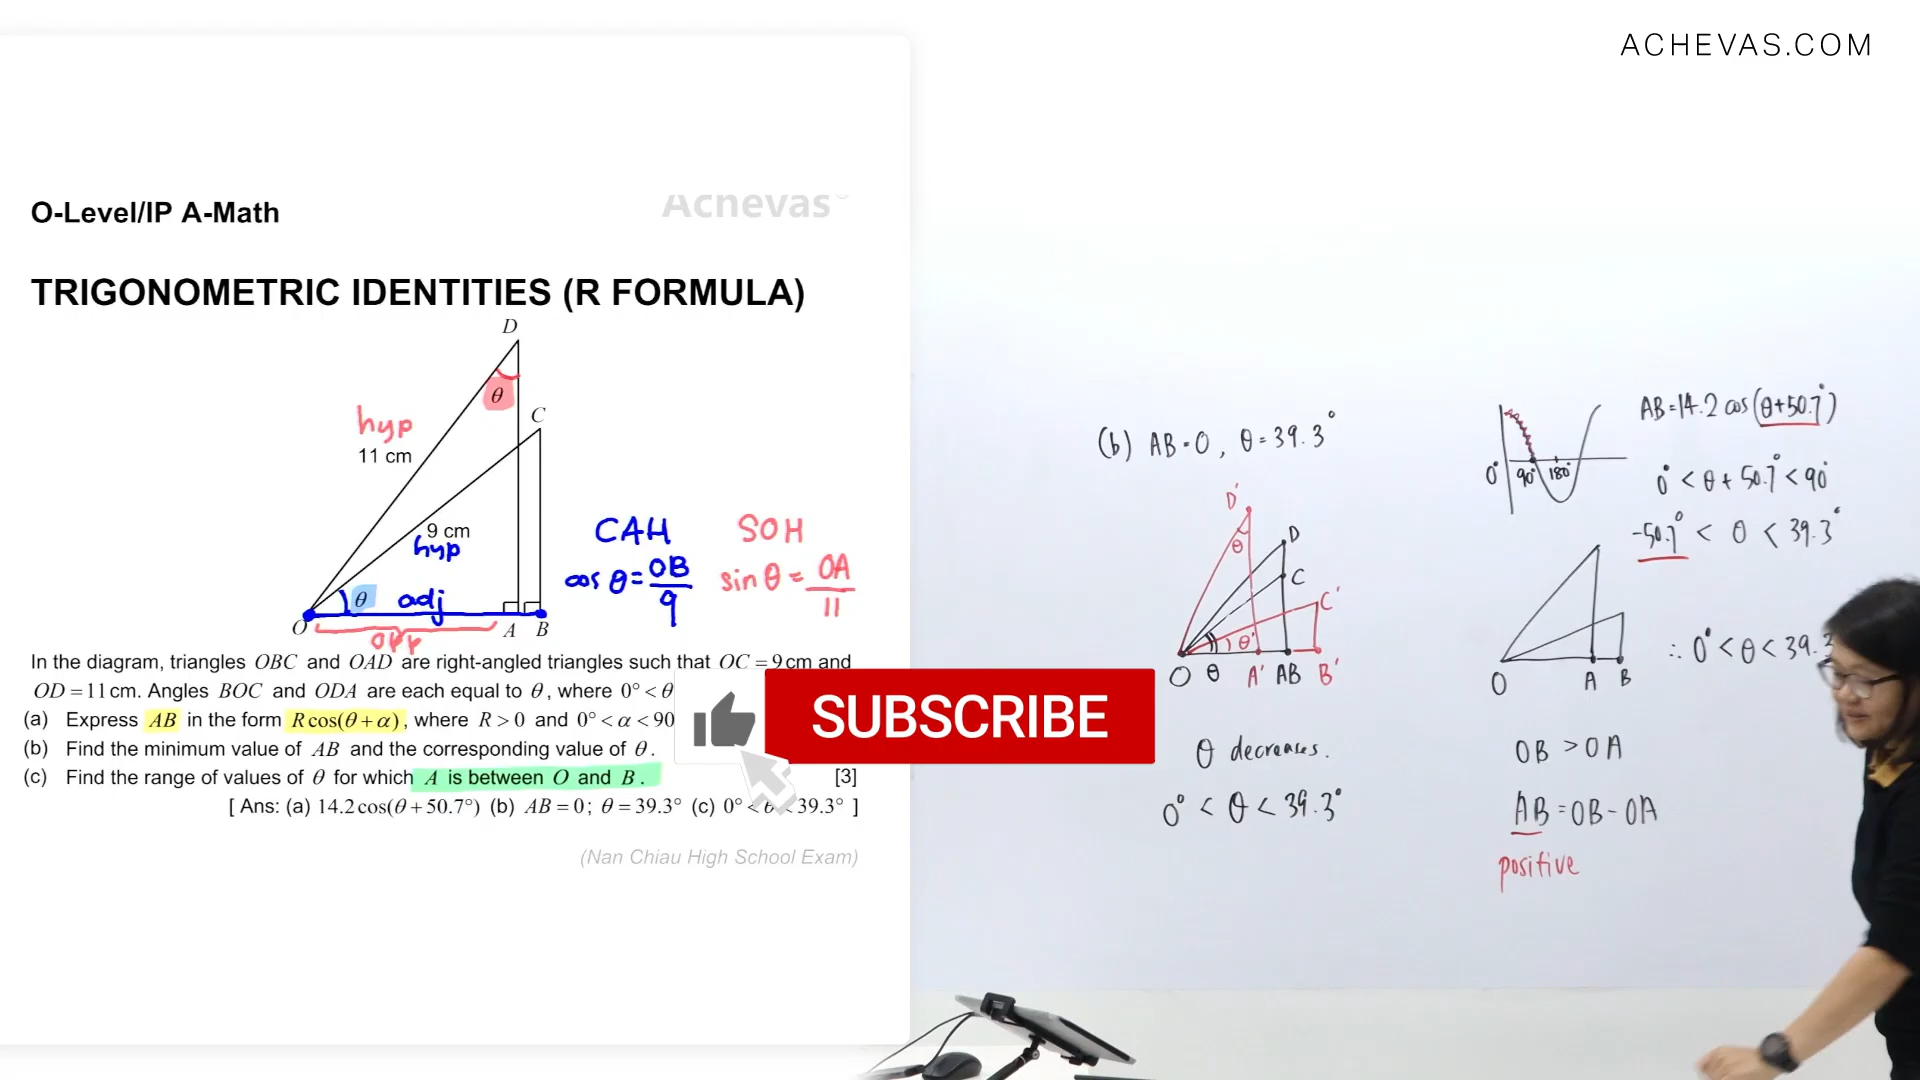 ACHEVAS.COM
Achevas
O-Level/IP A-Math
TRIGONOMETRIC IDENTITIES (R FORMULA)
D
θ
C
hyp
11 cm
9 cm
hyp
θ
adj
O
opp
A
B
CAH
cos θ = OB/9
SOH
sin θ = OA/11
In the diagram, triangles OBC and OAD are right-angled triangles such that OC = 9 cm and
OD = 11 cm. Angles BOC and ODA are each equal to θ, where 0° < θ
(a) Express AB in the form R cos(θ + α), where R > 0 and 0° < α < 90
(b) Find the minimum value of AB and the corresponding value of θ.
(c) Find the range of values of θ for which A is between O and B. [3]
[ Ans: (a) 14.2cos(θ + 50.7°) (b) AB = 0; θ = 39.3° (c) 0° < θ < 39.3° ]
(Nan Chiau High School Exam)
SUBSCRIBE
(b) AB = 0, θ = 39.3°
D'
θ
D
C
C'
θ'
O θ A' AB B'
θ decreases.
0° < θ < 39.3°
0° 90° 180°
AB = 14.2 cos (θ + 50.7°)
0° < θ + 50.7° < 90°
-50.7° < θ < 39.3°
O A B
∴ 0° < θ < 39.3
OB > OA
AB = OB - OA
positive